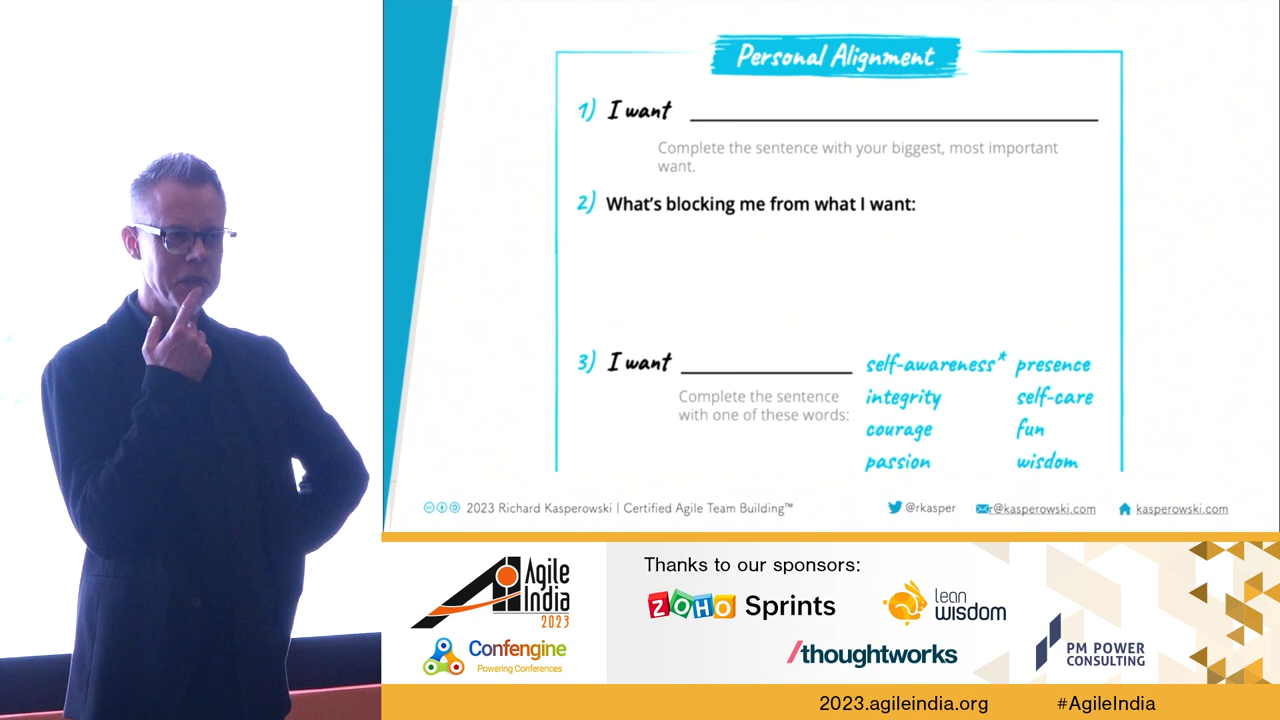 Personal Alignment
1) I want
Complete the sentence with your biggest, most important
want.
2) What's blocking me from what I want:
3) I want
Complete the sentence
with one of these words:
self-awareness* presence
integrity self-care
courage fun
passion wisdom
2023 Richard Kasperowski | Certified Agile Team Building™
@rkasper
r@kasperowski.com
kasperowski.com
Agile
India
2023
Confengine
Powering Conferences
Thanks to our sponsors:
ZOHO Sprints
lean
wisdom
/thoughtworks
PM POWER
CONSULTING
2023.agileindia.org
#AgileIndia